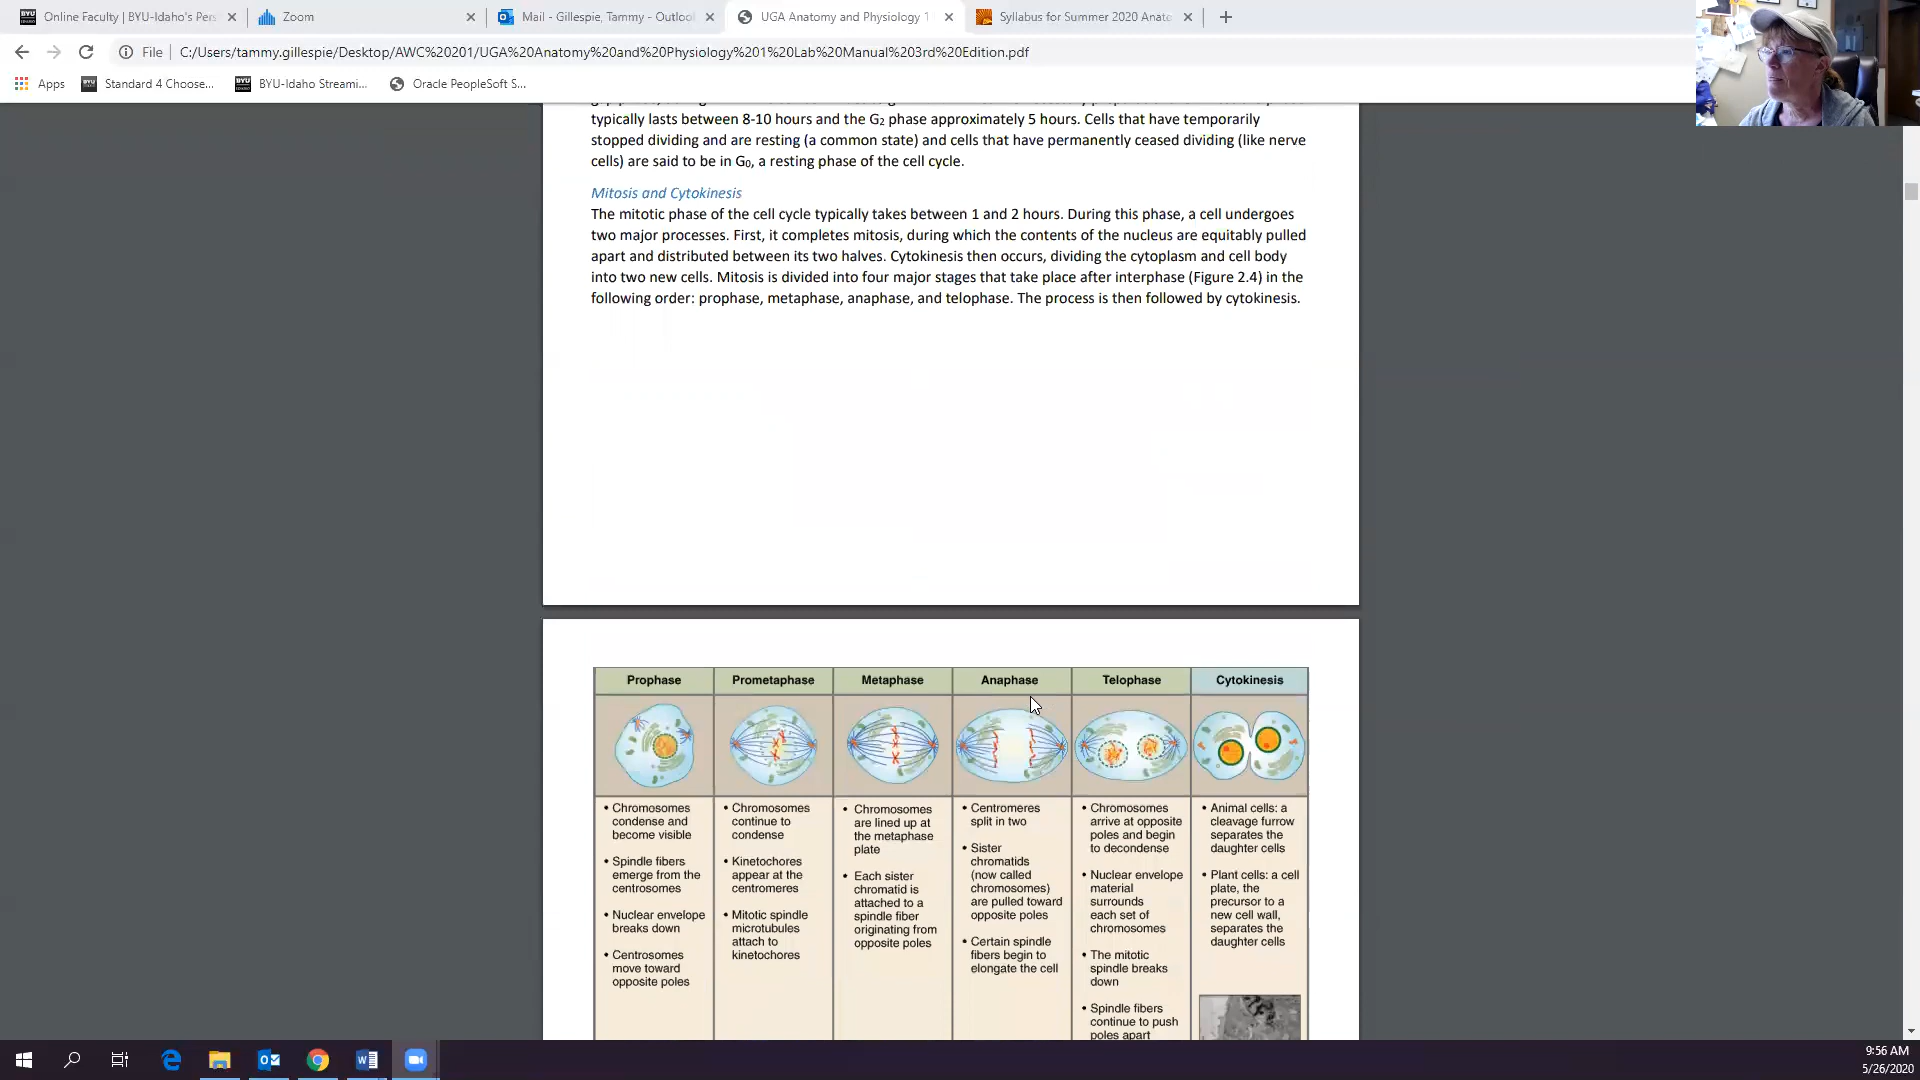 Online Faculty | BYU-Idaho's Pers
Zoom
Mail - Gillespie, Tammy - Outloo
UGA Anatomy and Physiology 1
Syllabus for Summer 2020 Anato
File
C:/Users/tammy.gillespie/Desktop/AWC%20201/UGA%20Anatomy%20and%20Physiology%201%20Lab%20Manual%203rd%20Edition.pdf
Apps
Standard 4 Choose...
BYU-Idaho Streami...
Oracle PeopleSoft S...
typically lasts between 8-10 hours and the G₂ phase approximately 5 hours. Cells that have temporarily
stopped dividing and are resting (a common state) and cells that have permanently ceased dividing (like nerve
cells) are said to be in G₀, a resting phase of the cell cycle.
Mitosis and Cytokinesis
The mitotic phase of the cell cycle typically takes between 1 and 2 hours. During this phase, a cell undergoes
two major processes. First, it completes mitosis, during which the contents of the nucleus are equitably pulled
apart and distributed between its two halves. Cytokinesis then occurs, dividing the cytoplasm and cell body
into two new cells. Mitosis is divided into four major stages that take place after interphase (Figure 2.4) in the
following order: prophase, metaphase, anaphase, and telophase. The process is then followed by cytokinesis.
Prophase
Prometaphase
Metaphase
Anaphase
Telophase
Cytokinesis
• Chromosomes
condense and
become visible
• Spindle fibers
emerge from the
centrosomes
• Nuclear envelope
breaks down
• Centrosomes
move toward
opposite poles
• Chromosomes
continue to
condense
• Kinetochores
appear at the
centromeres
• Mitotic spindle
microtubules
attach to
kinetochores
• Chromosomes
are lined up at
the metaphase
plate
• Each sister
chromatid is
attached to a
spindle fiber
originating from
opposite poles
• Centromeres
split in two
• Sister
chromatids
(now called
chromosomes)
are pulled toward
opposite poles
• Certain spindle
fibers begin to
elongate the cell
• Chromosomes
arrive at opposite
poles and begin
to decondense
• Nuclear envelope
material
surrounds
each set of
chromosomes
• The mitotic
spindle breaks
down
• Spindle fibers
continue to push
poles apart
• Animal cells: a
cleavage furrow
separates the
daughter cells
• Plant cells: a cell
plate, the
precursor to a
new cell wall,
separates the
daughter cells
9:56 AM
5/26/2020